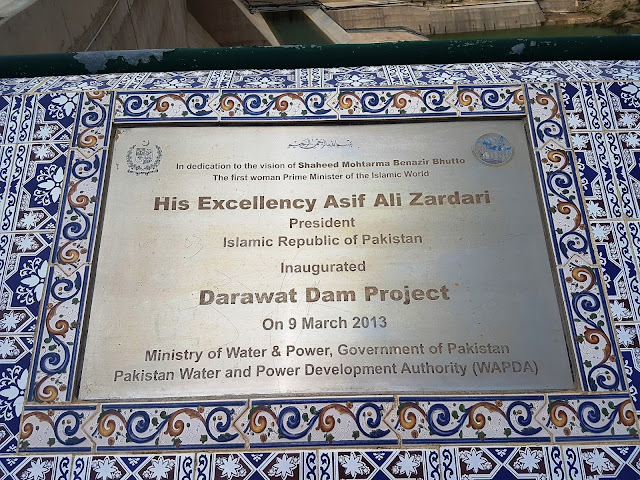 بسم الله الرحمن الرحیم
In dedication to the vision of Shaheed Mohtarma Benazir Bhutto
The first woman Prime Minister of the Islamic World
His Excellency Asif Ali Zardari
President
Islamic Republic of Pakistan
Inaugurated
Darawat Dam Project
On 9 March 2013
Ministry of Water & Power, Government of Pakistan
Pakistan Water and Power Development Authority (WAPDA)